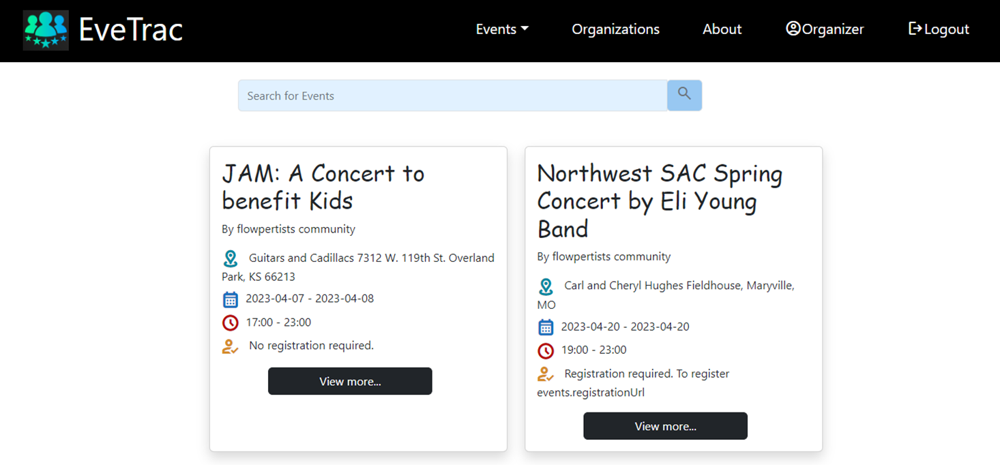 EveTrac
Events
Organizations
About
Organizer
Logout
Search for Events
JAM: A Concert to
benefit Kids
By flowpertists community
Guitars and Cadillacs 7312 W. 119th St. Overland
Park, KS 66213
2023-04-07 - 2023-04-08
17:00 - 23:00
No registration required.
View more...
Northwest SAC Spring
Concert by Eli Young
Band
By flowpertists community
Carl and Cheryl Hughes Fieldhouse, Maryville,
MO
2023-04-20 - 2023-04-20
19:00 - 23:00
Registration required. To register
events.registrationUrl
View more...